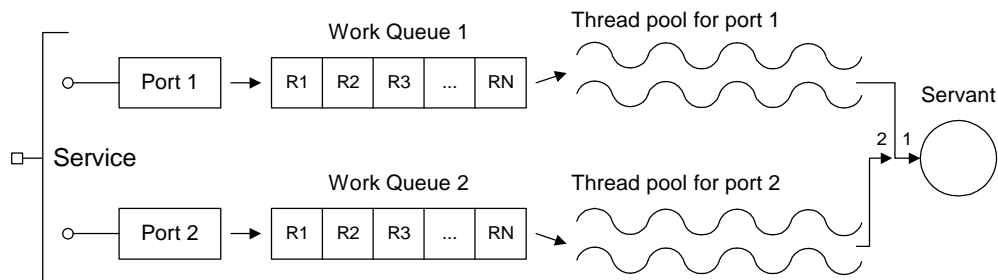 Work Queue 1
Thread pool for port 1
Port 1
R1 R2 R3 ... RN
Servant
2 1
Service
Work Queue 2
Thread pool for port 2
Port 2
R1 R2 R3 ... RN